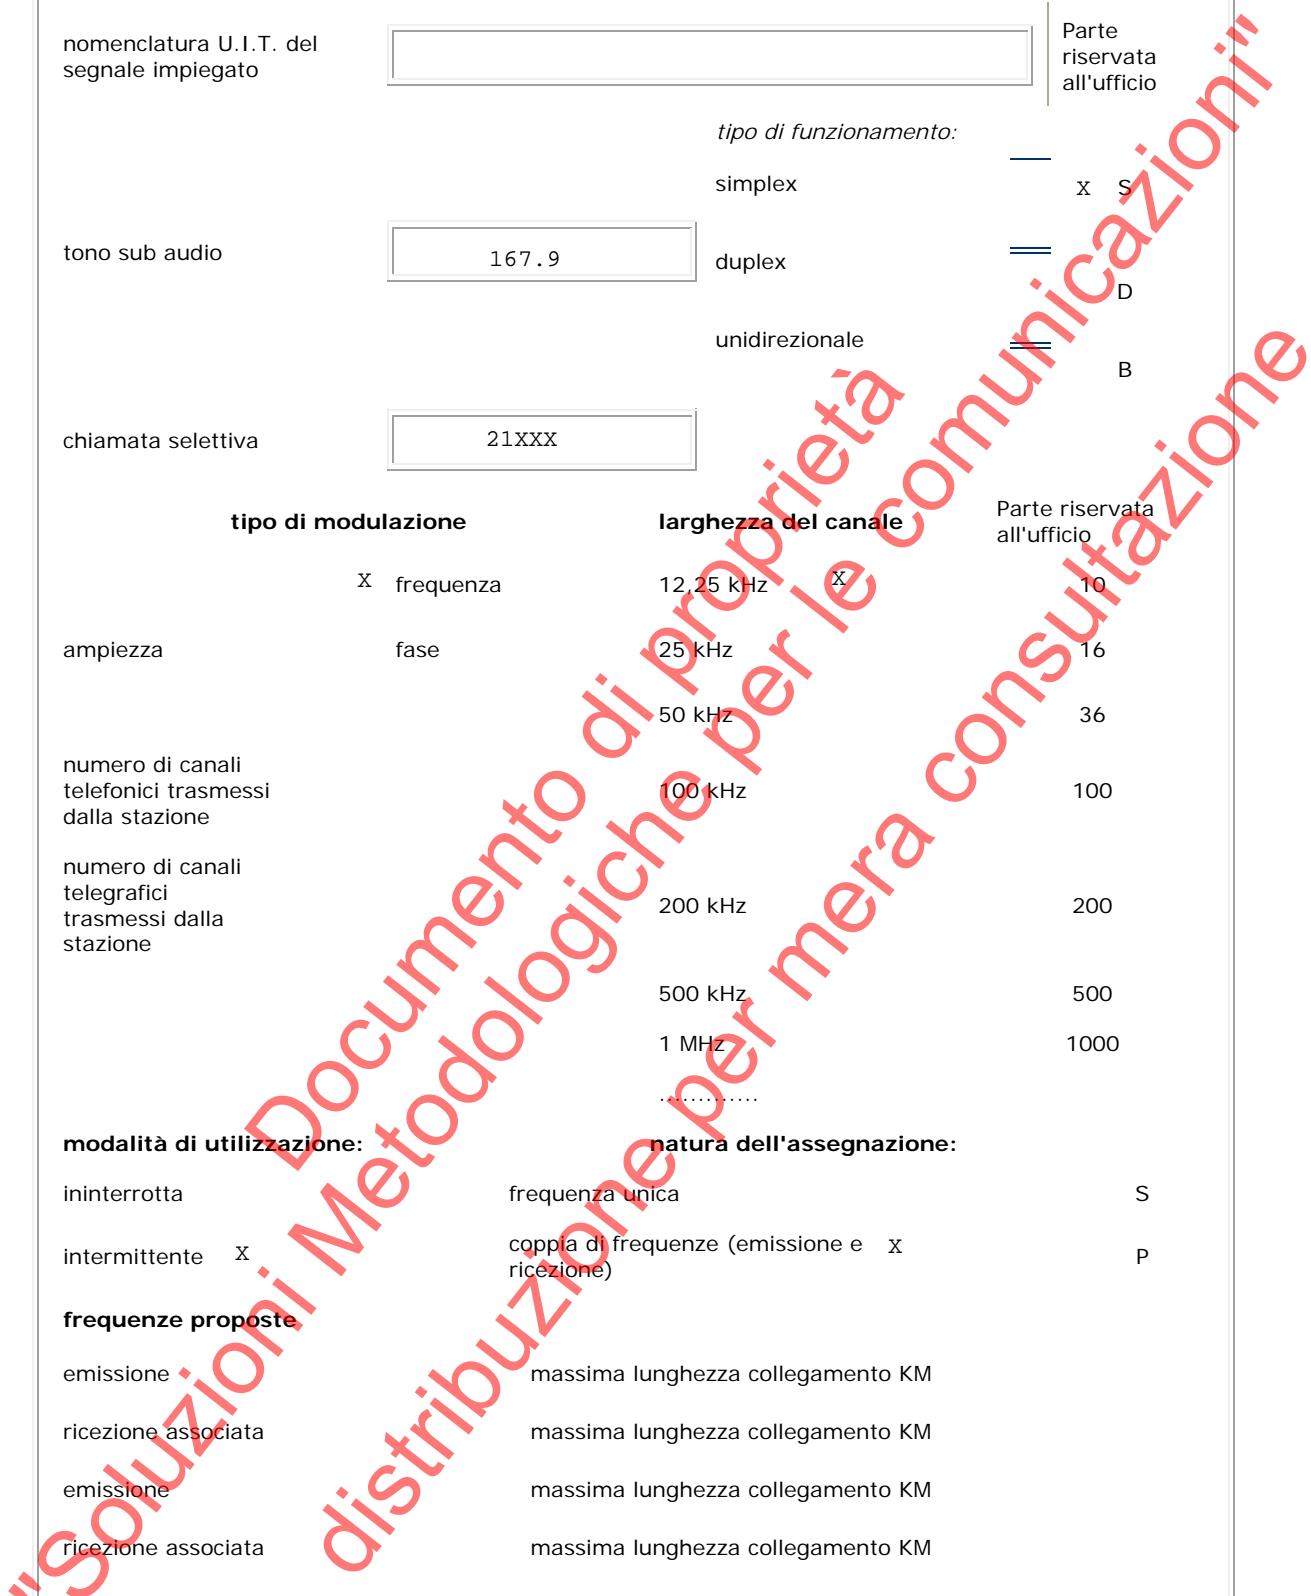 nomenclatura U.I.T. del
segnale impiegato
Parte
riservata
all'ufficio
tipo di funzionamento:
simplex X S
tono sub audio 167.9
duplex
D
unidirezionale
B
chiamata selettiva 21XXX
tipo di modulazione larghezza del canale Parte riservata
all'ufficio
X frequenza 12,25 kHz X 10
ampiezza fase 25 kHz 16
50 kHz 36
numero di canali
telefonici trasmessi
dalla stazione
100 kHz 100
numero di canali
telegrafici
trasmessi dalla
stazione
200 kHz 200
500 kHz 500
1 MHz 1000
.............
modalità di utilizzazione: natura dell'assegnazione:
ininterrotta frequenza unica S
intermittente X coppia di frequenze (emissione e X P
ricezione)
frequenze proposte
emissione massima lunghezza collegamento KM
ricezione associata massima lunghezza collegamento KM
emissione massima lunghezza collegamento KM
ricezione associata massima lunghezza collegamento KM
Documento di proprietà
"Soluzioni Metodologiche per le comunicazioni"
distribuzione per mera consultazione